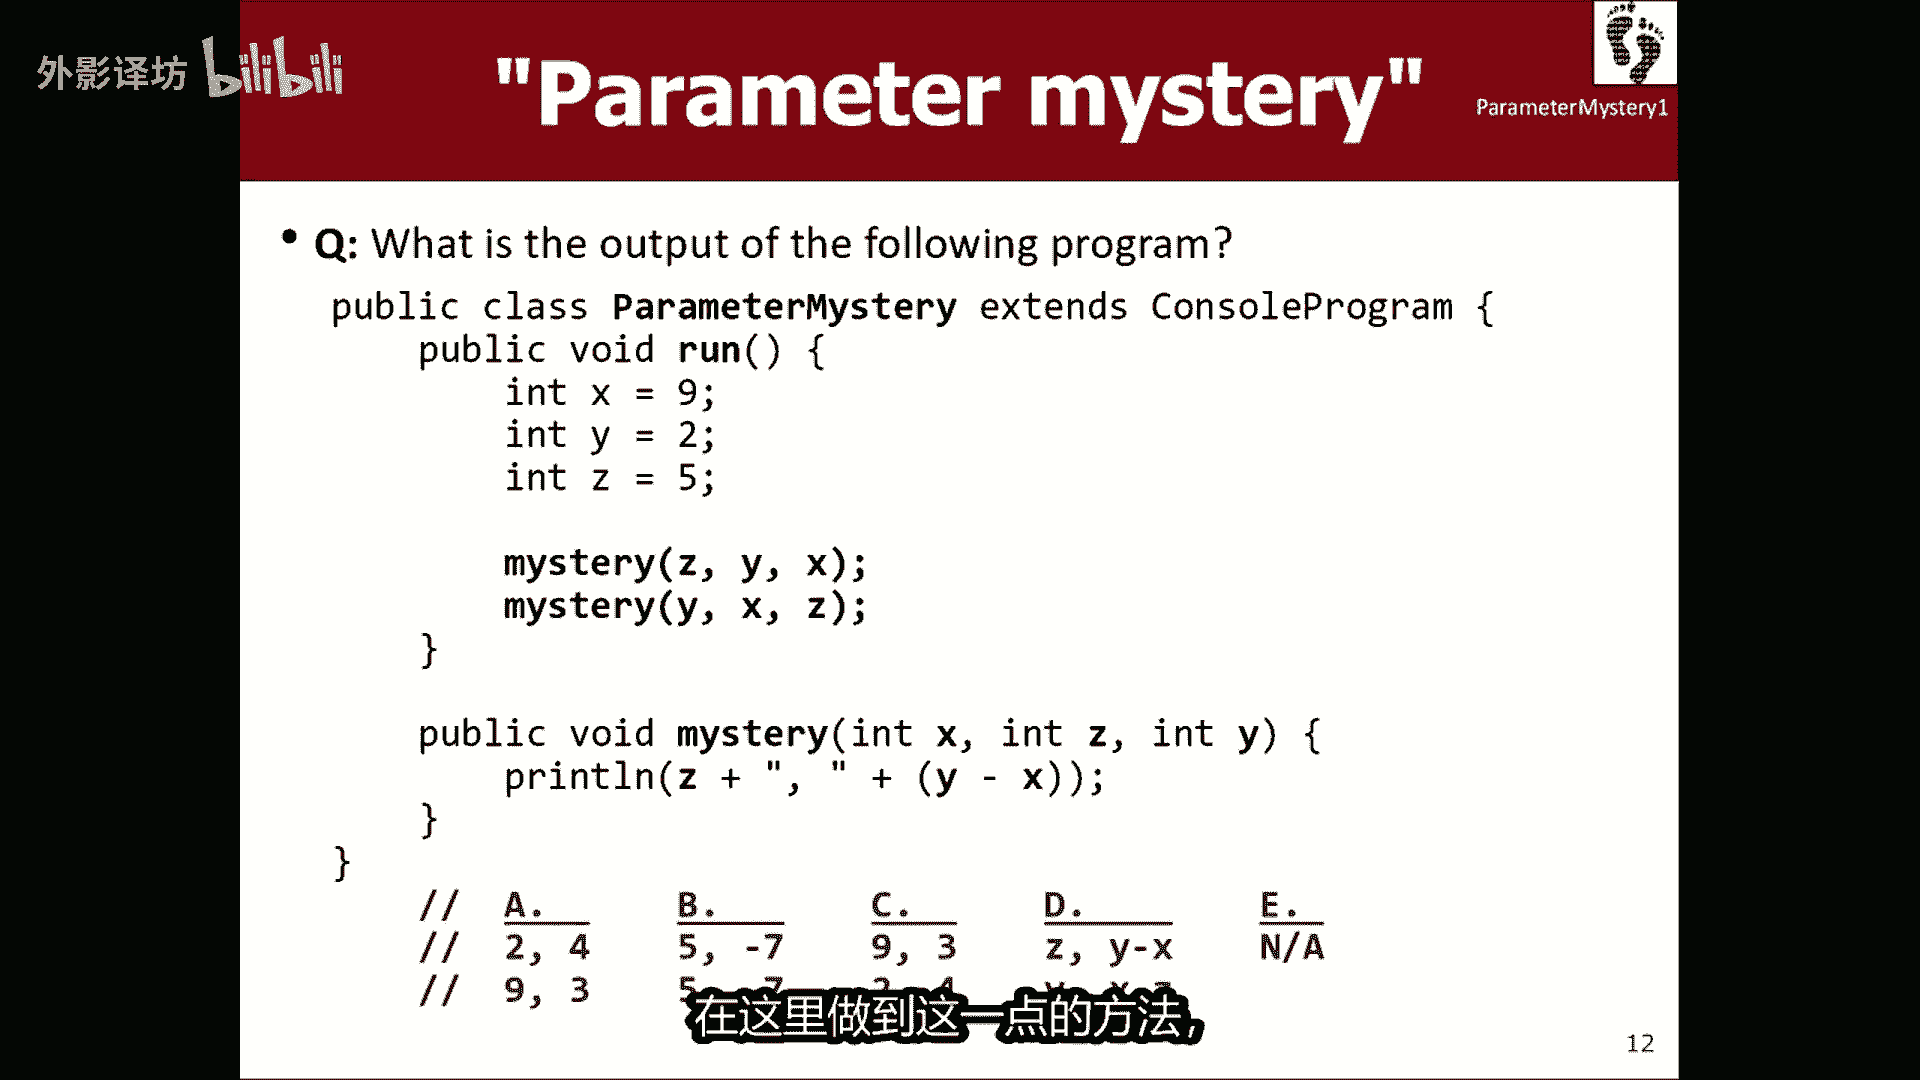 外影译坊 bilibili
"Parameter mystery"
ParameterMystery1
• Q: What is the output of the following program?
public class ParameterMystery extends ConsoleProgram {
public void run() {
int x = 9;
int y = 2;
int z = 5;
mystery(z, y, x);
mystery(y, x, z);
}
public void mystery(int x, int z, int y) {
println(z + ", " + (y - x));
}
}
// A. B. C. D. E.
// 2, 4 5, -7 9, 3 z, y-x N/A
// 9, 3
在这里做到这一点的方法，
12